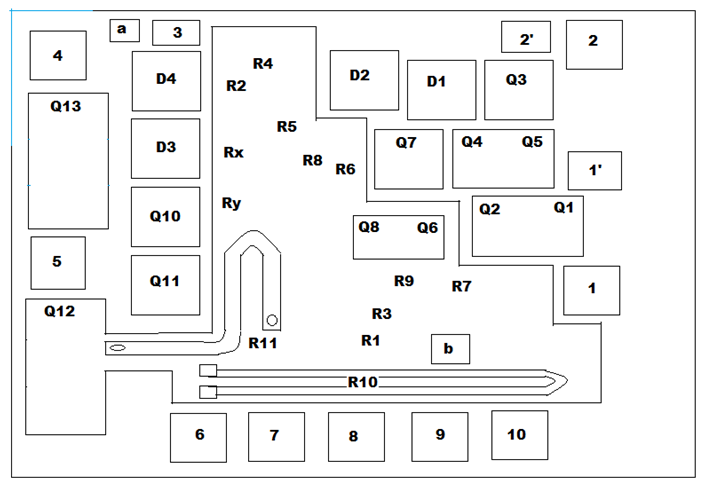 a
3
2'
2
4
R4
D4
R2
D2
D1
Q3
Q13
R5
Q7
Q4
Q5
D3
Rx
R8
R6
1'
Ry
Q10
Q2
Q1
Q8
Q6
5
Q11
R9
R7
1
Q12
R3
R11
R1
b
R10
6
7
8
9
10